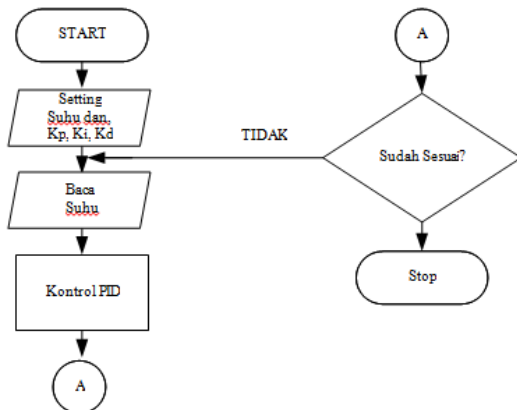 START
Setting
Suhu dan,
Kp, Ki, Kd
Baca
Suhu
Kontrol PID
A
A
TIDAK
Sudah Sesuai?
Stop